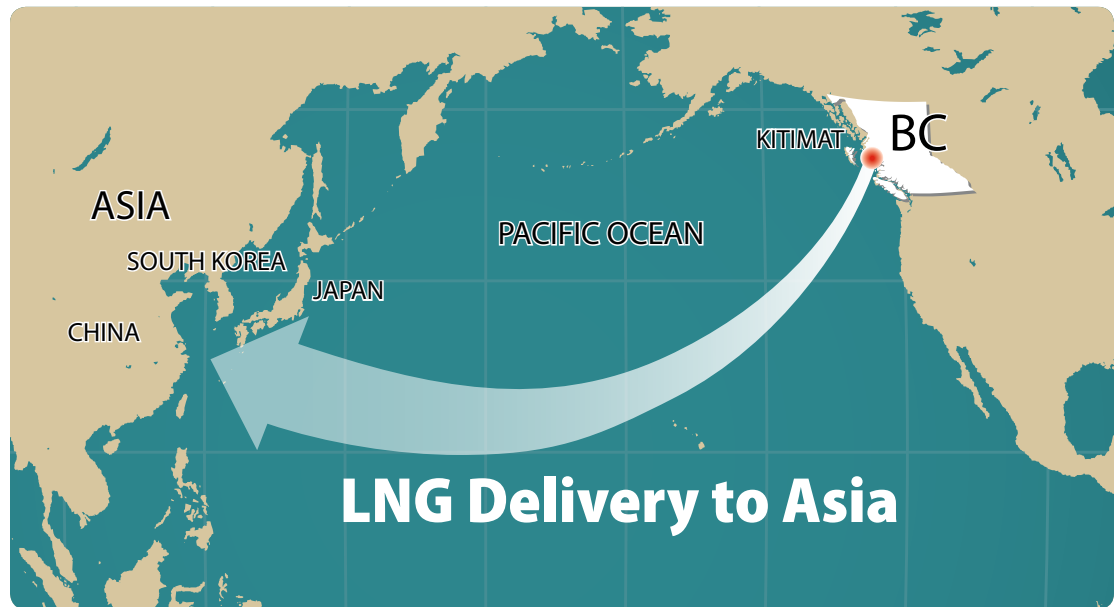 BC
KITIMAT
ASIA
PACIFIC OCEAN
SOUTH KOREA
JAPAN
CHINA
LNG Delivery to Asia